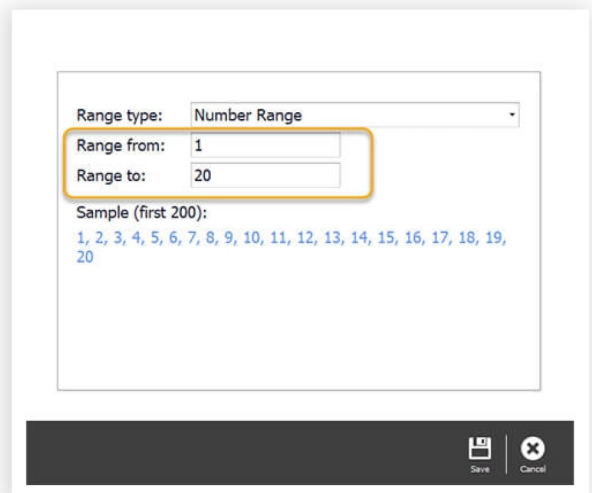 Range type: Number Range
Range from: 1
Range to: 20
Sample (first 200):
1, 2, 3, 4, 5, 6, 7, 8, 9, 10, 11, 12, 13, 14, 15, 16, 17, 18, 19,
20
Save Cancel